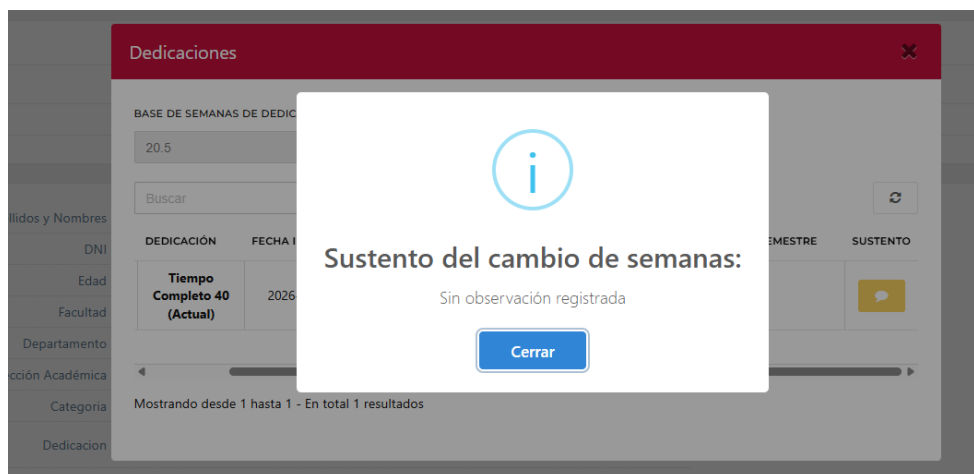 Dedicaciones
BASE DE SEMANAS DE DEDIC
20.5
Buscar
llidos y Nombres
DNI
Edad
Facultad
Departamento
cción Académica
Categoria
Dedicacion
DEDICACIÓN FECHA I EMESTRE SUSTENTO
Tiempo
Completo 40
(Actual)
2026-
Mostrando desde 1 hasta 1 - En total 1 resultados
i
Sustento del cambio de semanas:
Sin observación registrada
Cerrar